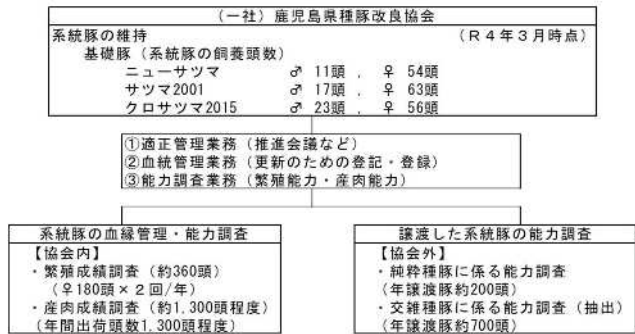 （一社）鹿児島県種豚改良協会
系統豚の維持　（Ｒ４年３月時点）
基礎豚（系統豚の飼養頭数）
ニューサツマ　♂ 11頭 ， ♀ 54頭
サツマ2001　♂ 17頭 ， ♀ 63頭
クロサツマ2015　♂ 23頭 ， ♀ 56頭
①適正管理業務（推進会議など）
②血統管理業務（更新のための登記・登録）
③能力調査業務（繁殖能力・産肉能力）
系統豚の血縁管理・能力調査
【協会内】
・繁殖成績調査（約360頭）
（♀180頭×２回/年）
・産肉成績調査（約1,300頭程度）
（年間出荷頭数1,300頭程度）
譲渡した系統豚の能力調査
【協会外】
・純粋種豚に係る能力調査
（年譲渡豚約200頭）
・交雑種豚に係る能力調査（抽出）
（年譲渡豚約700頭）